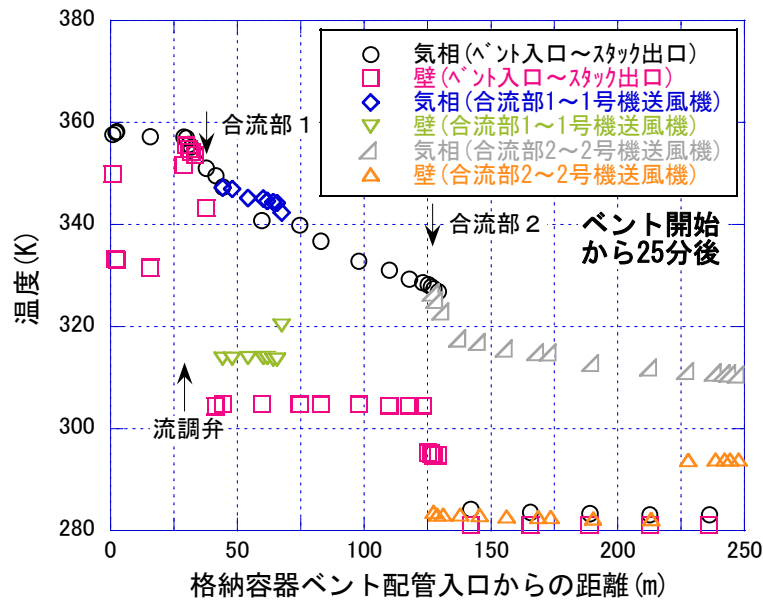 380
360
340
320
300
280
0
50
100
150
200
250
温度(K)
格納容器ベント配管入口からの距離(m)
気相(ﾍﾞﾝﾄ入口～スタック出口)
壁(ﾍﾞﾝﾄ入口～スタック出口)
気相(合流部1～1号機送風機)
壁(合流部1～1号機送風機)
気相(合流部2～2号機送風機)
壁(合流部2～2号機送風機)
合流部1
合流部2
ベント開始
から25分後
流調弁